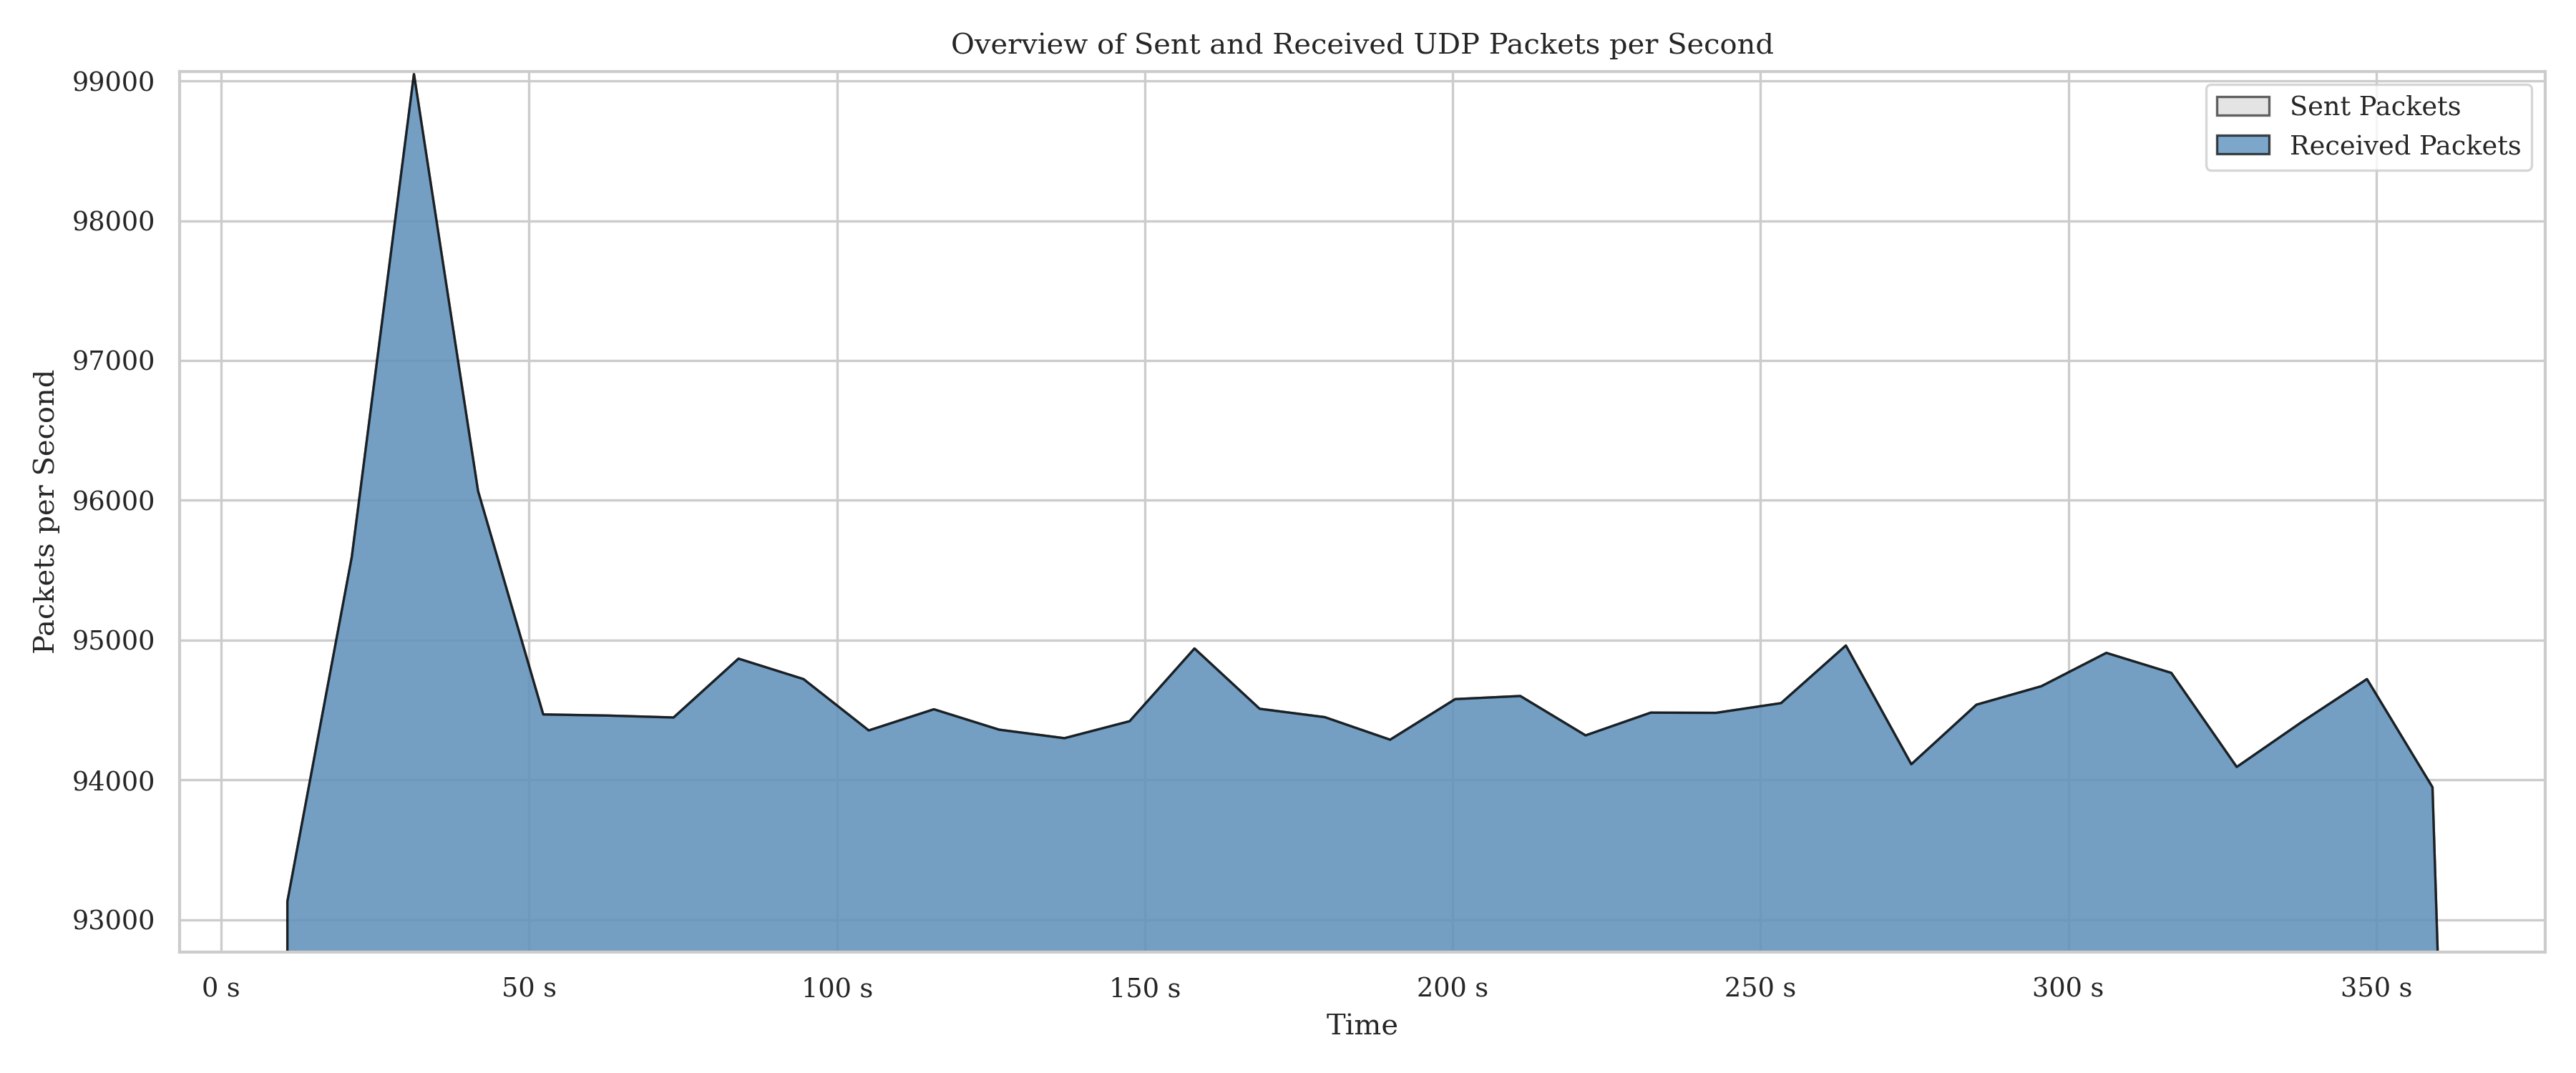 Overview of Sent and Received UDP Packets per Second
99000
98000
97000
96000
95000
94000
93000
Packets per Second
Sent Packets
Received Packets
0 s 50 s 100 s 150 s 200 s 250 s 300 s 350 s
Time